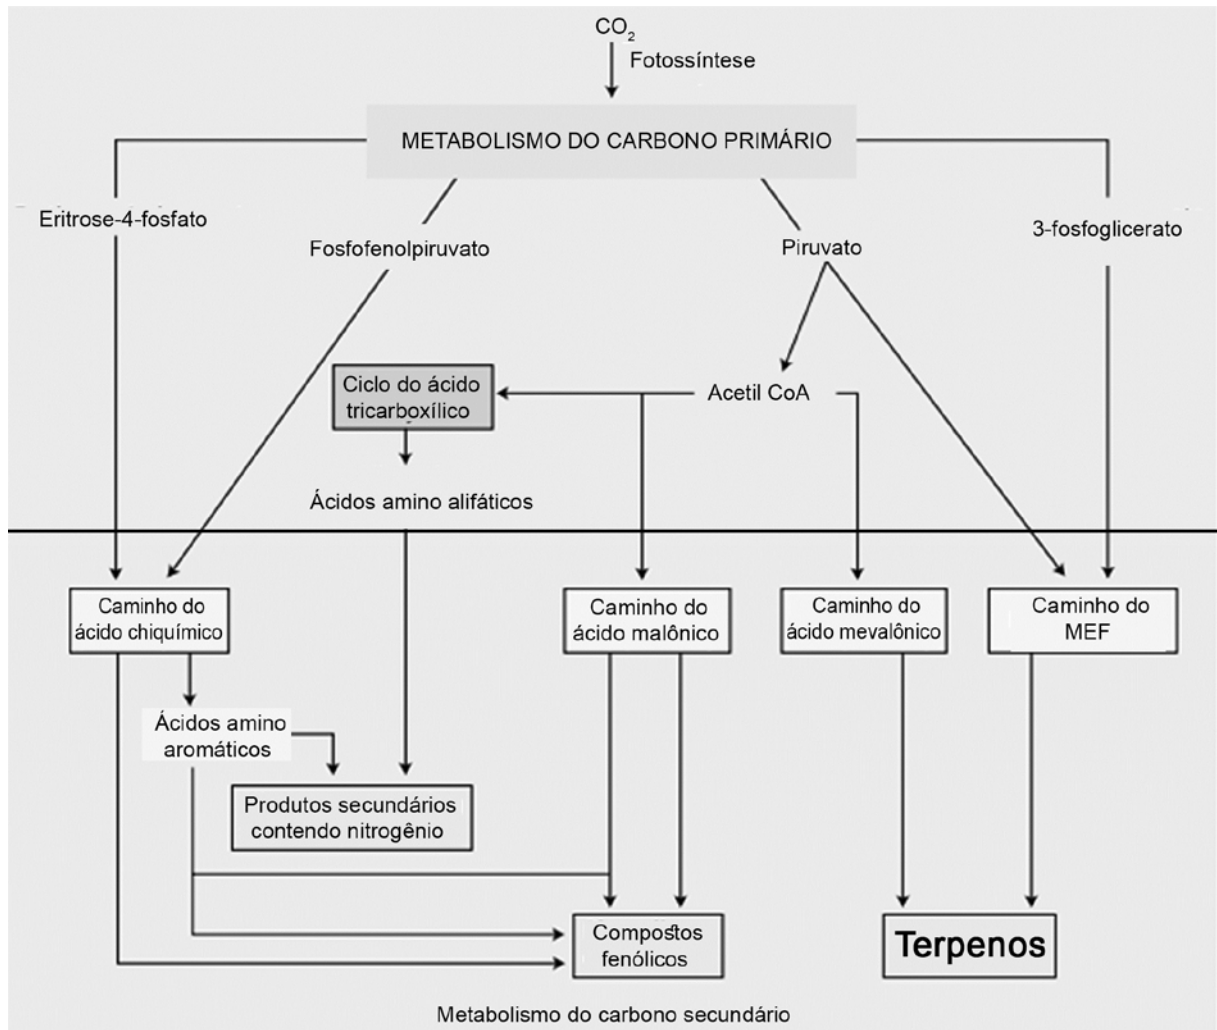 CO2
Fotossíntese
METABOLISMO DO CARBONO PRIMÁRIO
Eritrose-4-fosfato
Fosfofenolpiruvato
Piruvato
3-fosfoglicerato
Ciclo do ácido
tricarboxílico
Acetil CoA
Ácidos amino alifáticos
Caminho do
ácido chiquímico
Caminho do
ácido malônico
Caminho do
ácido mevalônico
Caminho do
MEF
Ácidos amino
aromáticos
Produtos secundários
contendo nitrogênio
Compostos
fenólicos
Terpenos
Metabolismo do carbono secundário